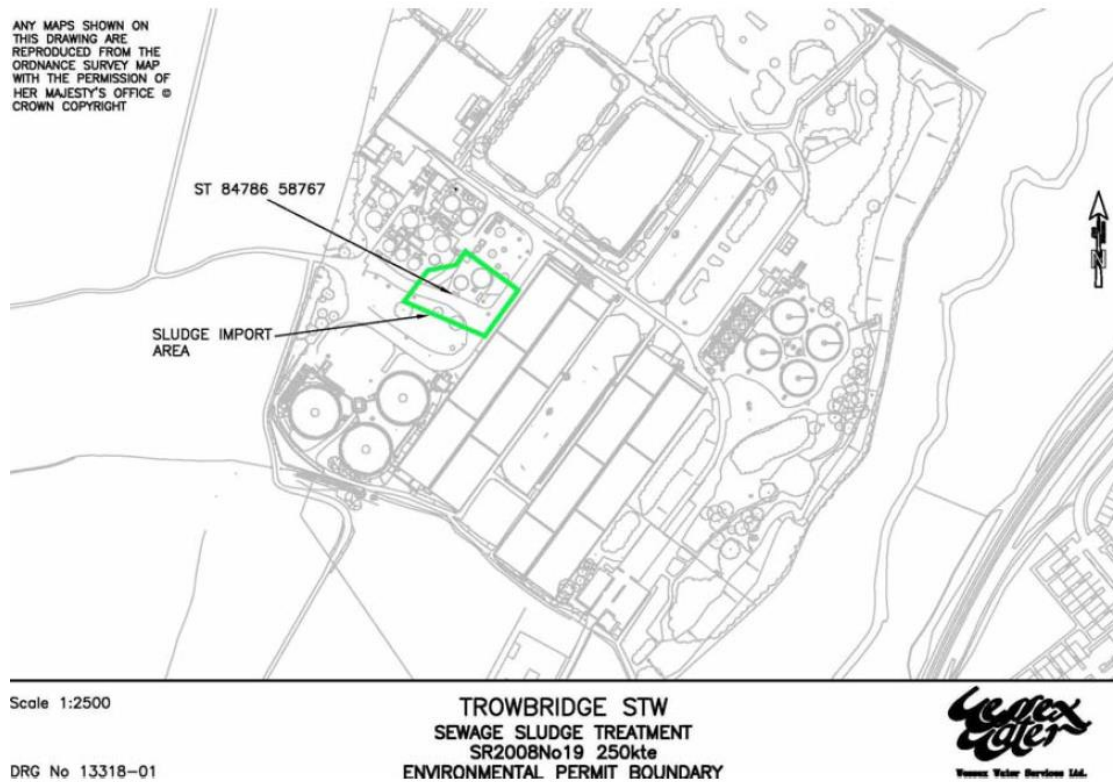 ANY MAPS SHOWN ON
THIS DRAWING ARE
REPRODUCED FROM THE
ORDNANCE SURVEY MAP
WITH THE PERMISSION OF
HER MAJESTY'S OFFICE ©
CROWN COPYRIGHT
ST 84786 58767
SLUDGE IMPORT
AREA
N
Scale 1:2500
DRG No 13318-01
TROWBRIDGE STW
SEWAGE SLUDGE TREATMENT
SR2008No19 250kte
ENVIRONMENTAL PERMIT BOUNDARY
Wessex
Water
Wessex Water Services Ltd.